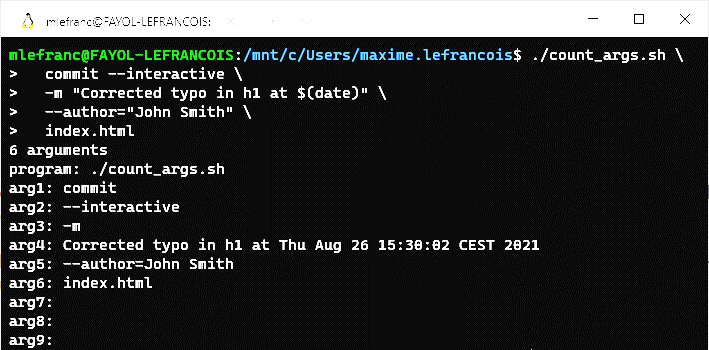 mlefranc@FAYOL-LEFRANCOIS:
mlefranc@FAYOL-LEFRANCOIS:/mnt/c/Users/maxime.lefrancois$ ./count_args.sh \
>   commit --interactive \
>   -m "Corrected typo in h1 at $(date)" \
>   --author="John Smith" \
>   index.html
6 arguments
program: ./count_args.sh
arg1: commit
arg2: --interactive
arg3: -m
arg4: Corrected typo in h1 at Thu Aug 26 15:30:02 CEST 2021
arg5: --author=John Smith
arg6: index.html
arg7:
arg8:
arg9: